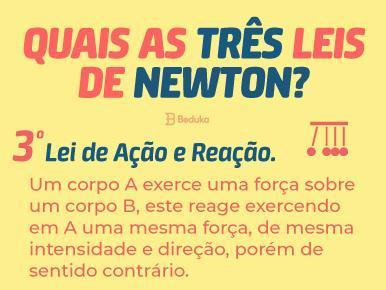 QUAIS AS TRÊS LEIS
DE NEWTON?
Beduka
3ª Lei de Ação e Reação.
Um corpo A exerce uma força sobre
um corpo B, este reage exercendo
em A uma mesma força, de mesma
intensidade e direção, porém de
sentido contrário.